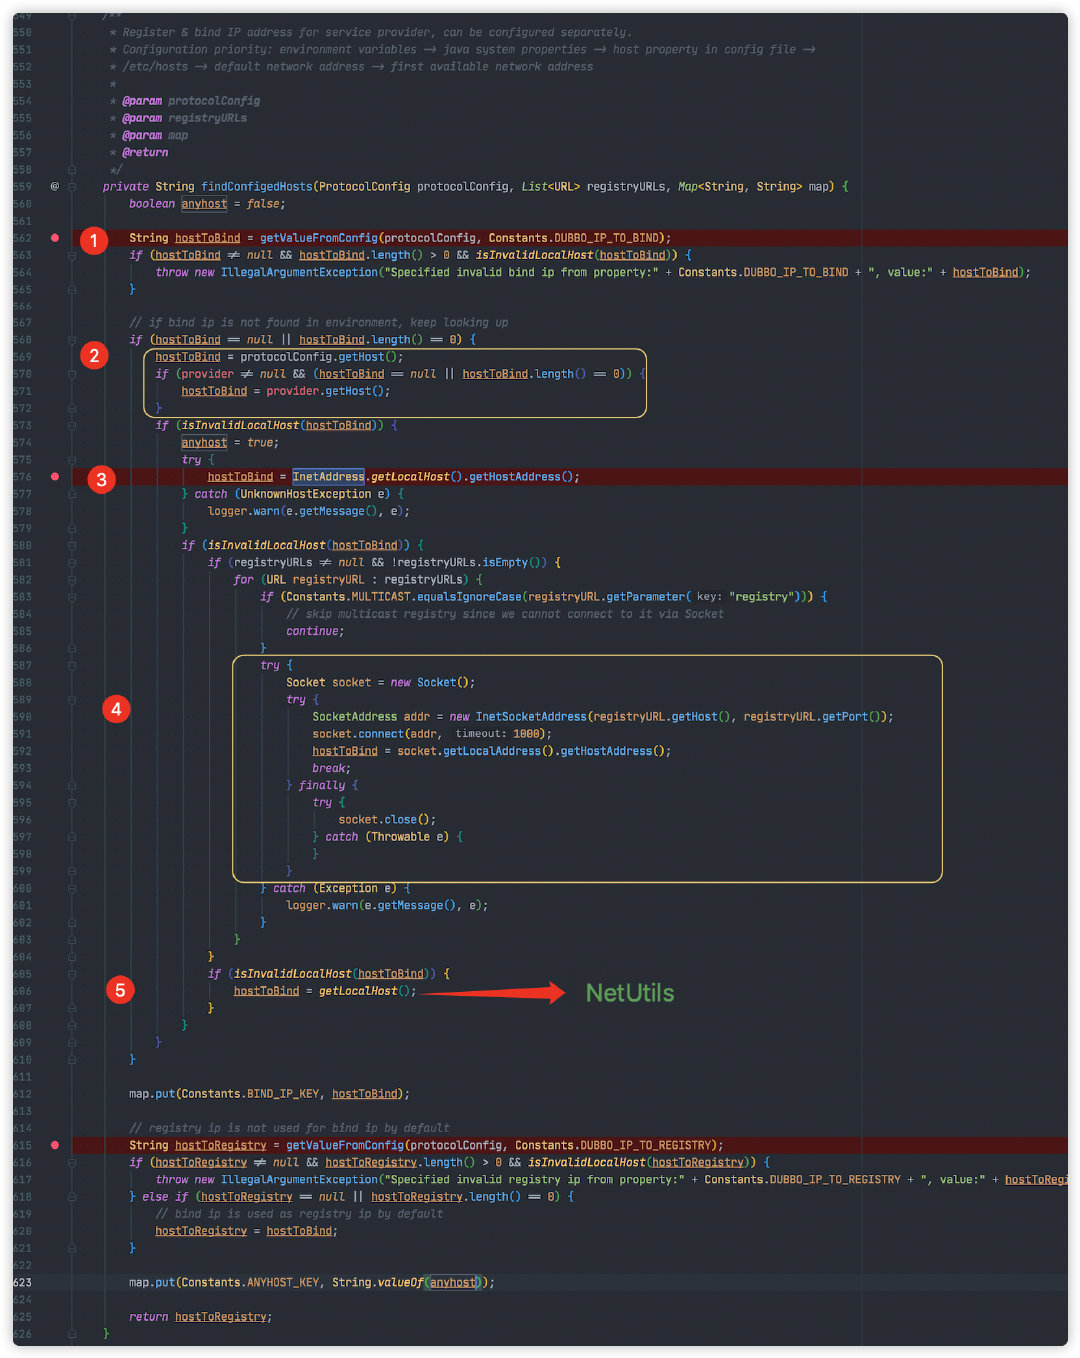 549 /**
550 * Register & bind IP address for service provider, can be configured separately.
551 * Configuration priority: environment variables -> java system properties -> host property in config file ->
552 * /etc/hosts -> default network address -> first available network address
553 *
554 * @param protocolConfig
555 * @param registryURLs
556 * @param map
557 * @return
558 */
559 @ private String findConfigedHosts(ProtocolConfig protocolConfig, List<URL> registryURLs, Map<String, String> map) {
560 boolean anyhost = false;
561
562 1 String hostToBind = getValueFromConfig(protocolConfig, Constants.DUBBO_IP_TO_BIND);
563 if (hostToBind != null && hostToBind.length() > 0 && isInvalidLocalHost(hostToBind)) {
564 throw new IllegalArgumentException("Specified invalid bind ip from property:" + Constants.DUBBO_IP_TO_BIND + ", value:" + hostToBind);
565 }
566
567 // if bind ip is not found in environment, keep looking up
568 if (hostToBind == null || hostToBind.length() == 0) {
569 2 hostToBind = protocolConfig.getHost();
570 if (provider != null && (hostToBind == null || hostToBind.length() == 0)) {
571 hostToBind = provider.getHost();
572 }
573 if (isInvalidLocalHost(hostToBind)) {
574 anyhost = true;
575 try {
576 3 hostToBind = InetAddress.getLocalHost().getHostAddress();
577 } catch (UnknownHostException e) {
578 logger.warn(e.getMessage(), e);
579 }
580 if (isInvalidLocalHost(hostToBind)) {
581 if (registryURLs != null && !registryURLs.isEmpty()) {
582 for (URL registryURL : registryURLs) {
583 if (Constants.MULTICAST.equalsIgnoreCase(registryURL.getParameter( key: "registry"))) {
584 // skip multicast registry since we cannot connect to it via Socket
585 continue;
586 }
587 try {
588 Socket socket = new Socket();
589 4 try {
590 SocketAddress addr = new InetSocketAddress(registryURL.getHost(), registryURL.getPort());
591 socket.connect(addr, timeout: 1000);
592 hostToBind = socket.getLocalAddress().getHostAddress();
593 break;
594 } finally {
595 try {
596 socket.close();
597 } catch (Throwable e) {
598 }
599 }
600 } catch (Exception e) {
601 logger.warn(e.getMessage(), e);
602 }
603 }
604 }
605 if (isInvalidLocalHost(hostToBind)) {
606 5 hostToBind = getLocalHost(); NetUtils
607 }
608 }
609 }
610 }
611
612 map.put(Constants.BIND_IP_KEY, hostToBind);
613
614 // registry ip is not used for bind ip by default
615 String hostToRegistry = getValueFromConfig(protocolConfig, Constants.DUBBO_IP_TO_REGISTRY);
616 if (hostToRegistry != null && hostToRegistry.length() > 0 && isInvalidLocalHost(hostToRegistry)) {
617 throw new IllegalArgumentException("Specified invalid registry ip from property:" + Constants.DUBBO_IP_TO_REGISTRY + ", value:" + hostToRegi
618 } else if (hostToRegistry == null || hostToRegistry.length() == 0) {
619 // bind ip is used as registry ip by default
620 hostToRegistry = hostToBind;
621 }
622
623 map.put(Constants.ANYHOST_KEY, String.valueOf(anyhost));
624
625 return hostToRegistry;
626 }